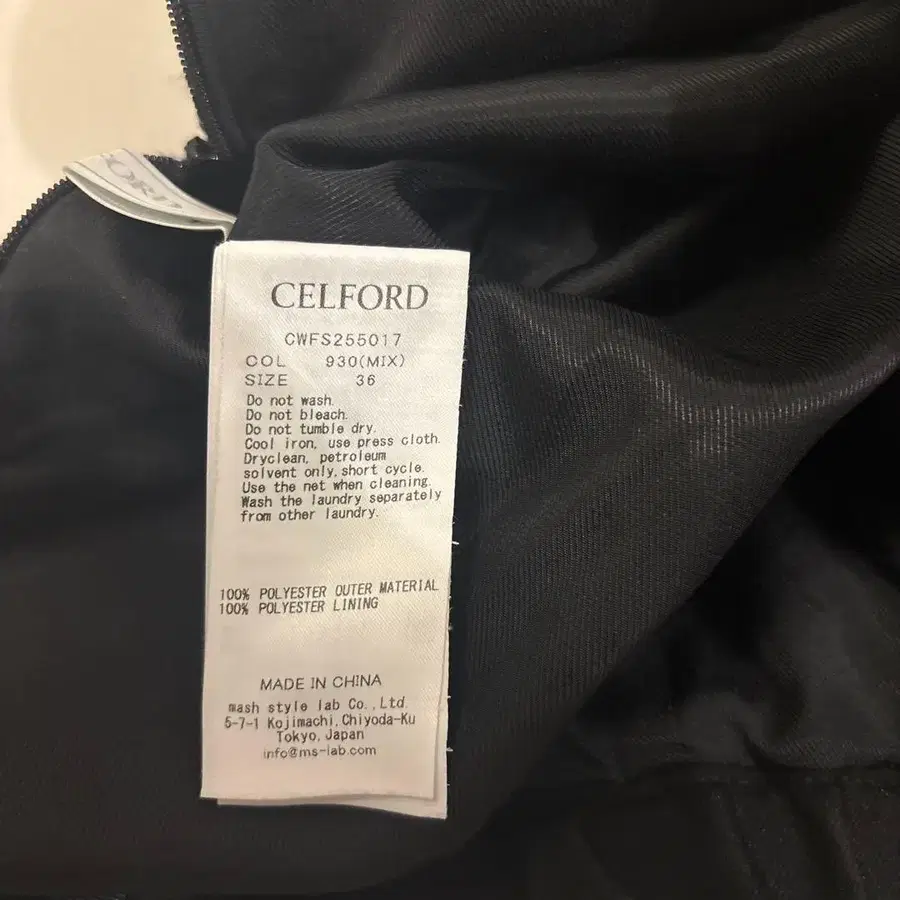 CELFORD
CWFS255017
COL 930(MIX)
SIZE 36
Do not wash.
Do not bleach.
Do not tumble dry.
Cool iron, use press cloth.
Dryclean, petroleum
solvent only, short cycle.
Use the net when cleaning.
Wash the laundry separately
from other laundry.
100% POLYESTER OUTER MATERIAL
100% POLYESTER LINING
MADE IN CHINA
mash style lab Co., Ltd.
5-7-1 Kojimachi, Chiyoda-Ku
Tokyo, Japan
info@ms-lab.com